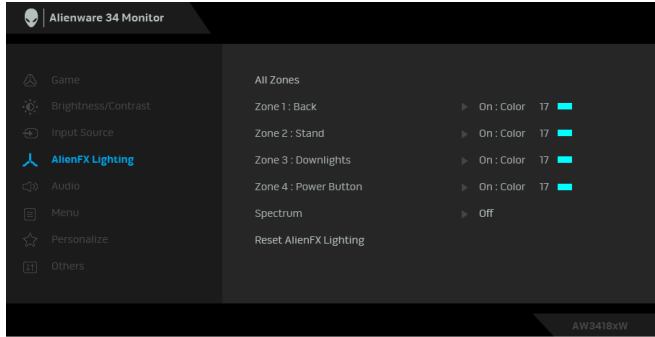 Alienware 34 Monitor
Game
All Zones
Brightness/Contrast
Zone 1 : Back On : Color 17
Input Source
Zone 2 : Stand On : Color 17
AlienFX Lighting
Zone 3 : Downlights On : Color 17
Audio
Zone 4 : Power Button On : Color 17
Menu
Spectrum Off
Personalize
Reset AlienFX Lighting
Others
AW3418xW